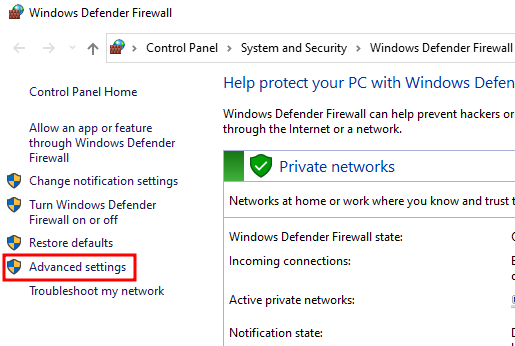 Windows Defender Firewall
Control Panel > System and Security > Windows Defender Firewall
Control Panel Home
Allow an app or feature
through Windows Defender
Firewall
Change notification settings
Turn Windows Defender
Firewall on or off
Restore defaults
Advanced settings
Troubleshoot my network
Help protect your PC with Windows Defen
Windows Defender Firewall can help prevent hackers or
through the Internet or a network.
Private networks
Networks at home or work where you know and trust t
Windows Defender Firewall state:
Incoming connections:
Active private networks:
Notification state: